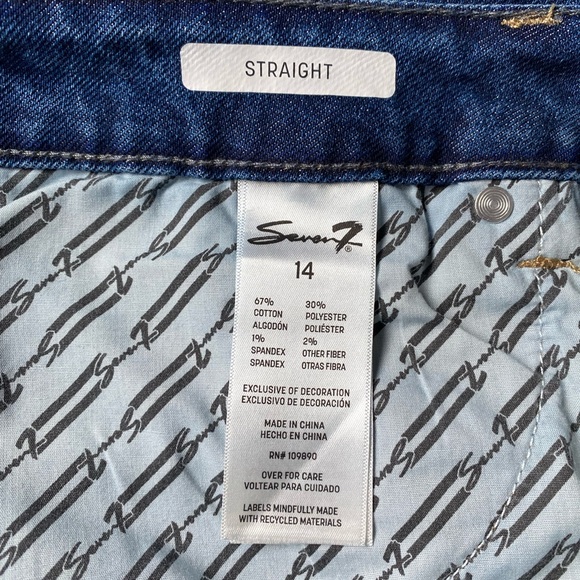 STRAIGHT
Seven7®
14
67% 30%
COTTON POLYESTER
ALGODÓN POLIÉSTER
1% 2%
SPANDEX OTHER FIBER
SPANDEX OTRAS FIBRA
EXCLUSIVE OF DECORATION
EXCLUSIVO DE DECORACIÓN
MADE IN CHINA
HECHO EN CHINA
RN# 109890
OVER FOR CARE
VOLTEAR PARA CUIDADO
LABELS MINDFULLY MADE
WITH RECYCLED MATERIALS